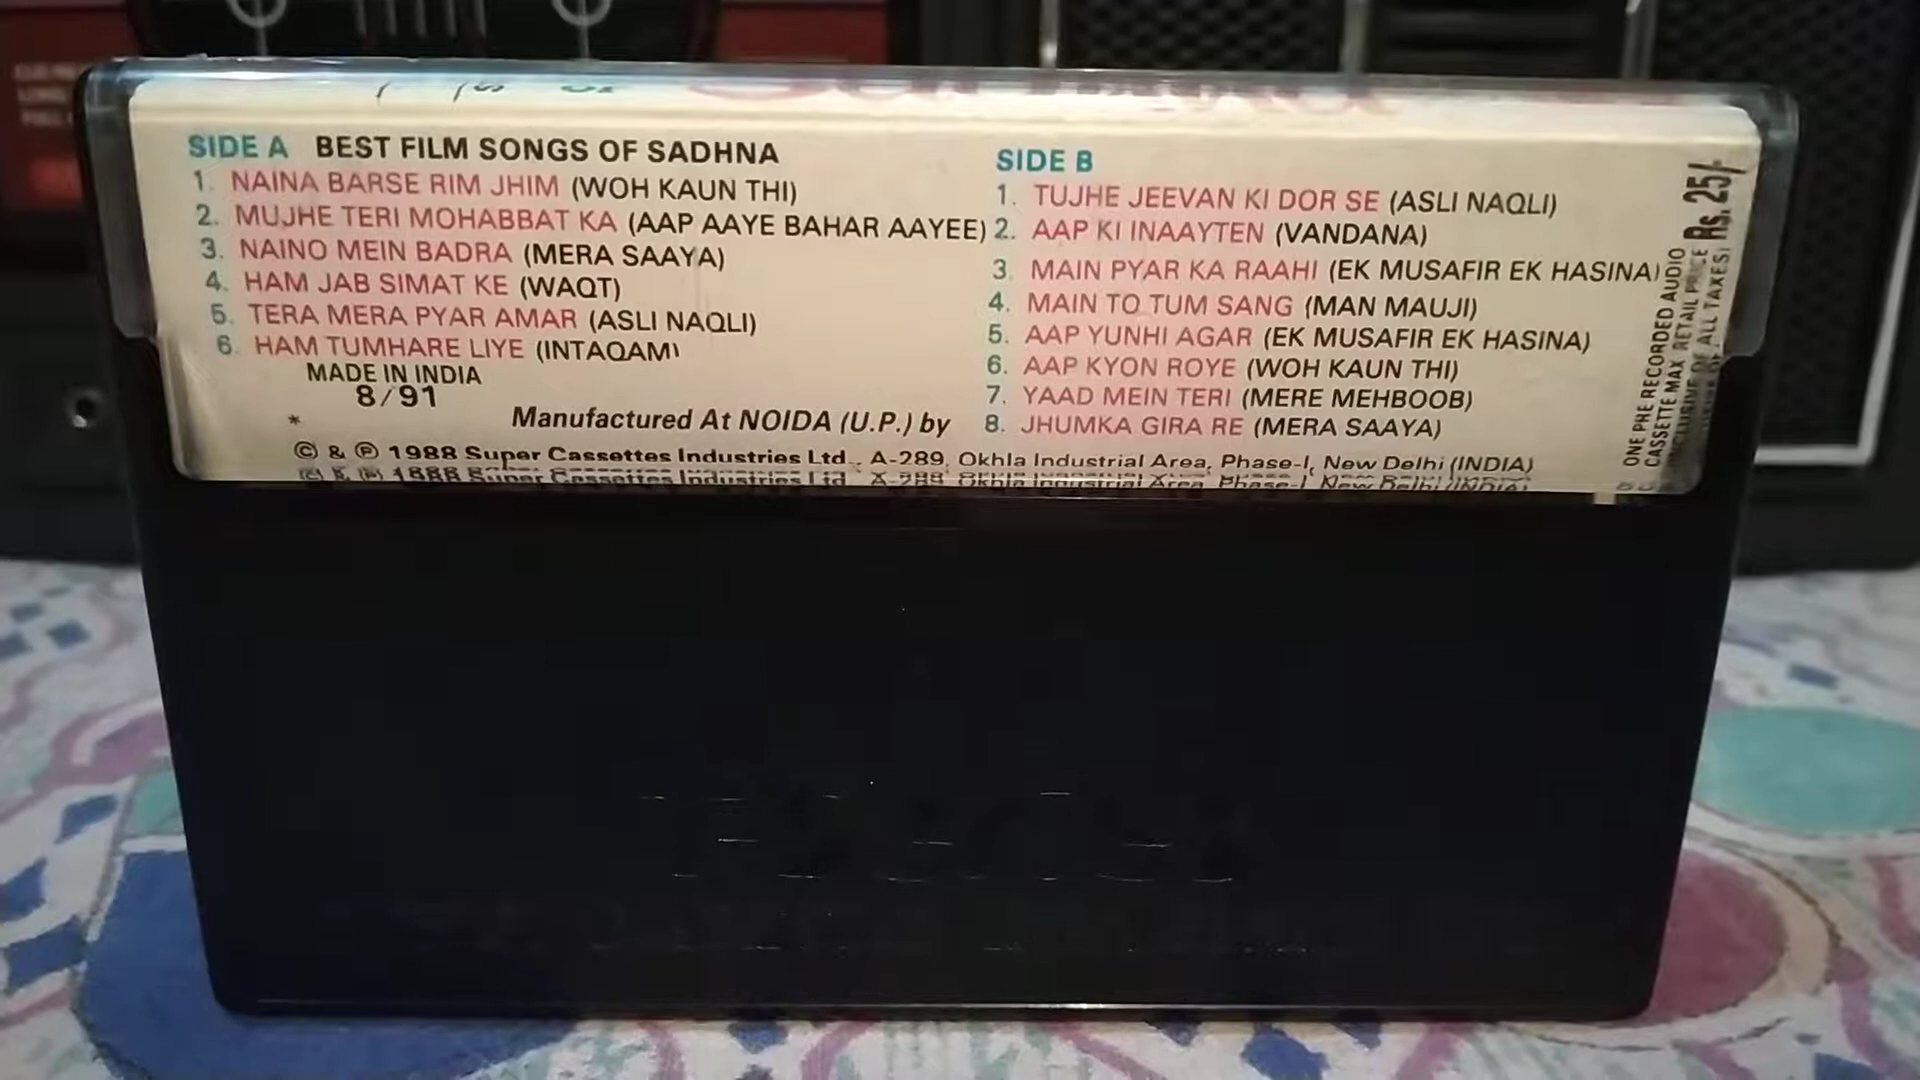 SIDE A BEST FILM SONGS OF SADHNA
1. NAINA BARSE RIM JHIM (WOH KAUN THI)
2. MUJHE TERI MOHABBAT KA (AAP AAYE BAHAR AAYEE)
3. NAINO MEIN BADRA (MERA SAAYA)
4. HAM JAB SIMAT KE (WAQT)
5. TERA MERA PYAR AMAR (ASLI NAQLI)
6. HAM TUMHARE LIYE (INTAQAM)
MADE IN INDIA
8/91
*
Manufactured At NOIDA (U.P.) by
SIDE B
1. TUJHE JEEVAN KI DOR SE (ASLI NAQLI)
2. AAP KI INAAYTEN (VANDANA)
3. MAIN PYAR KA RAAHI (EK MUSAFIR EK HASINA)
4. MAIN TO TUM SANG (MAN MAUJI)
5. AAP YUNHI AGAR (EK MUSAFIR EK HASINA)
6. AAP KYON ROYE (WOH KAUN THI)
7. YAAD MEIN TERI (MERE MEHBOOB)
8. JHUMKA GIRA RE (MERA SAAYA)
© & ℗ 1988 Super Cassettes Industries Ltd., A-289, Okhla Industrial Area, Phase-I, New Delhi (INDIA)
ONE PRE RECORDED AUDIO
CASSETTE MAX RETAIL PRICE Rs. 25/-
INCLUSIVE OF ALL TAXES)